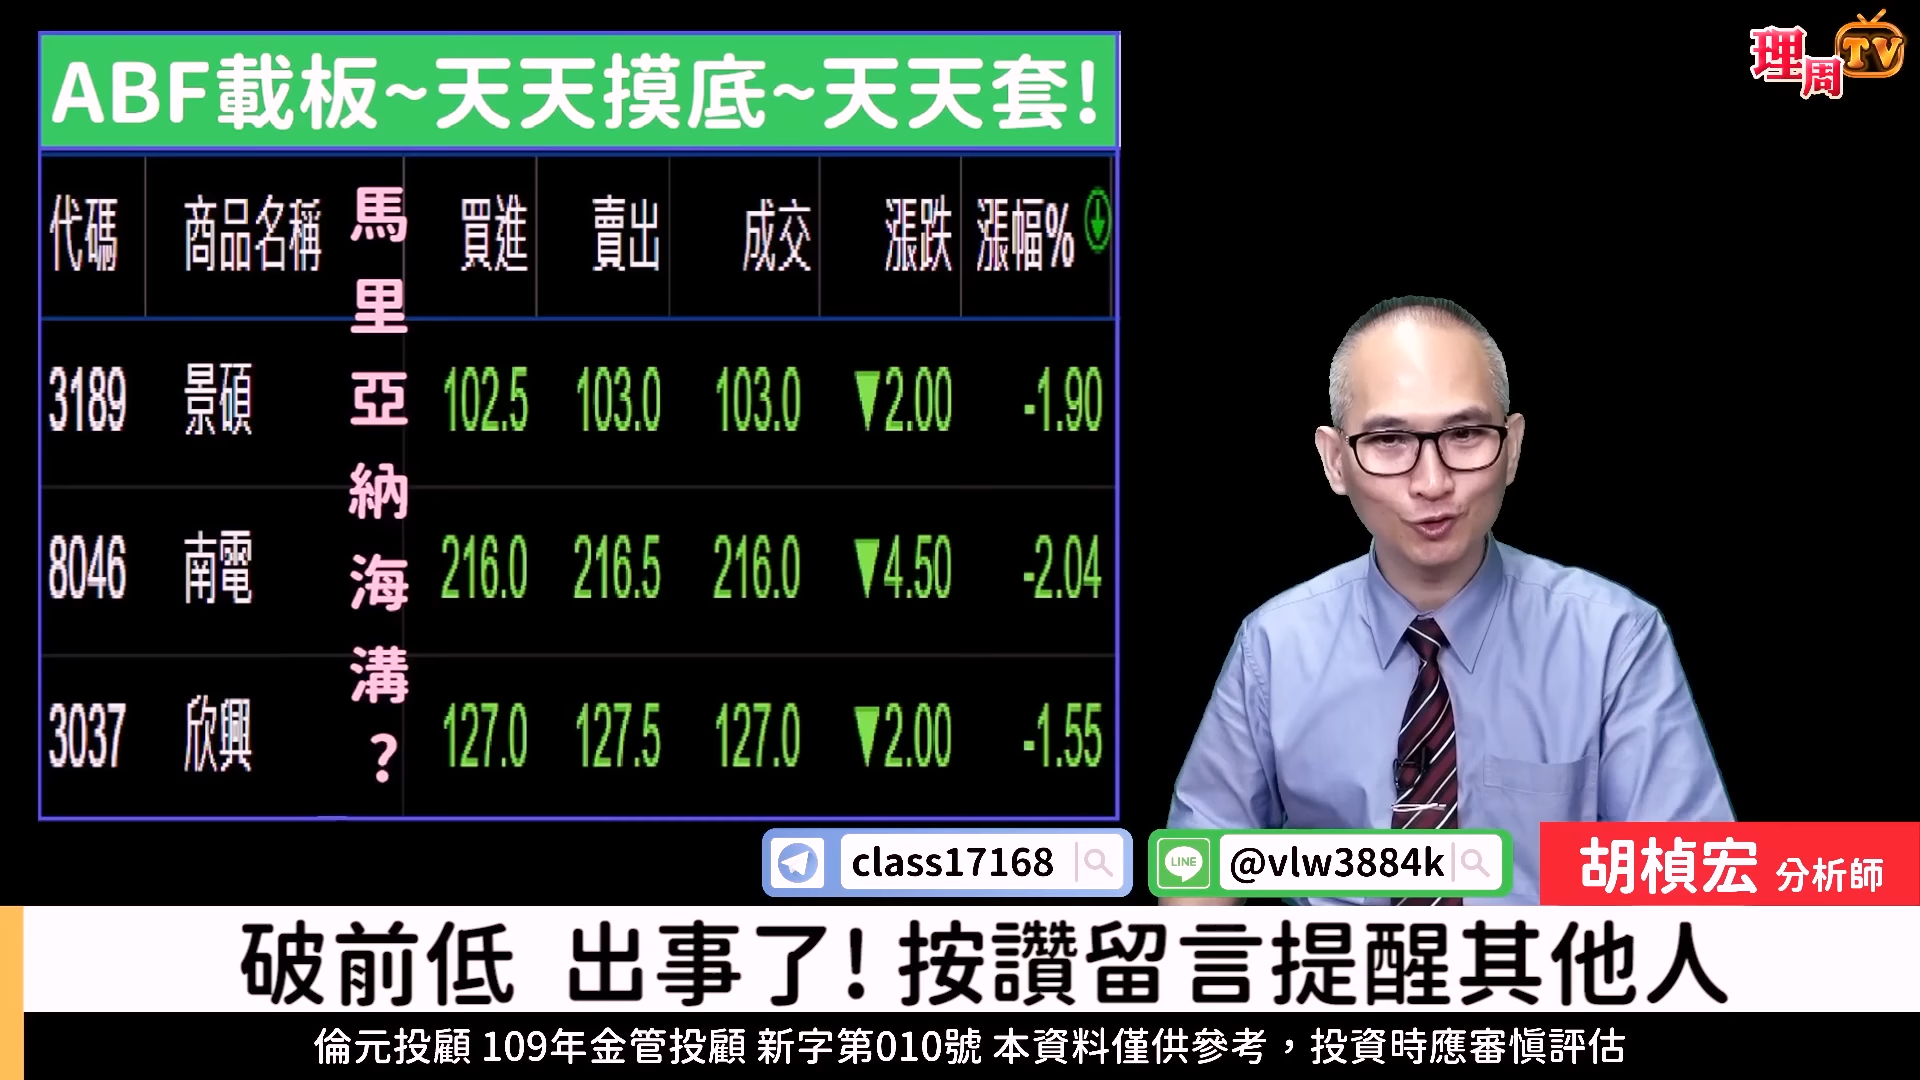 ABF載板~天天摸底~天天套!
理周TV
代碼 商品名稱 買進 賣出 成交 漲跌 漲幅%
3189 景碩 102.5 103.0 103.0 ▼2.00 -1.90
8046 南電 216.0 216.5 216.0 ▼4.50 -2.04
3037 欣興 127.0 127.5 127.0 ▼2.00 -1.55
馬里亞納海溝?
class17168
LINE @vlw3884k
胡楨宏 分析師
破前低 出事了!按讚留言提醒其他人
倫元投顧 109年金管投顧 新字第010號 本資料僅供參考,投資時應審慎評估